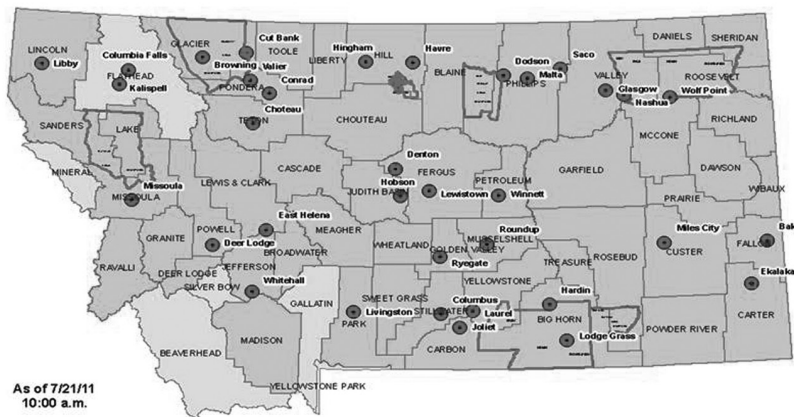 LINCOLN
Libby
Columbia Falls
FLATHEAD
Kalispell
GLACIER
Browning
Cut Bank
TOOLE
Valier
PONDERA
Conrad
LIBERTY
Hingham
HILL
Havre
BLAINE
Dodson
Malta
PHILLIPS
Saco
VALLEY
Glasgow
Nashua
DANIELS
SHERIDAN
ROOSEVELT
Wolf Point
RICHLAND
SANDERS
LAKE
Choteau
TETON
CHOUTEAU
MCCONE
MINERAL
Missoula
MISSOULA
LEWIS & CLARK
CASCADE
Denton
FERGUS
Hobson
JUDITH BASIN
Lewistown
PETROLEUM
Winnett
GARFIELD
DAWSON
PRAIRIE
WIBAUX
POWELL
GRANITE
Deer Lodge
East Helena
BROADWATER
MEAGHER
WHEATLAND
GOLDEN VALLEY
Ryegate
Roundup
MUSSELSHELL
TREASURE
ROSEBUD
Miles City
CUSTER
FALLON
Bak
Ekalaka
RAVALLI
DEER LODGE
SILVER BOW
JEFFERSON
Whitehall
GALLATIN
SWEET GRASS
PARK
Livingston
STILLWATER
Columbus
Laurel
Joliet
YELLOWSTONE
Hardin
BIG HORN
Lodge Grass
POWDER RIVER
CARTER
BEAVERHEAD
MADISON
CARBON
YELLOWSTONE PARK
As of 7/21/11
10:00 a.m.